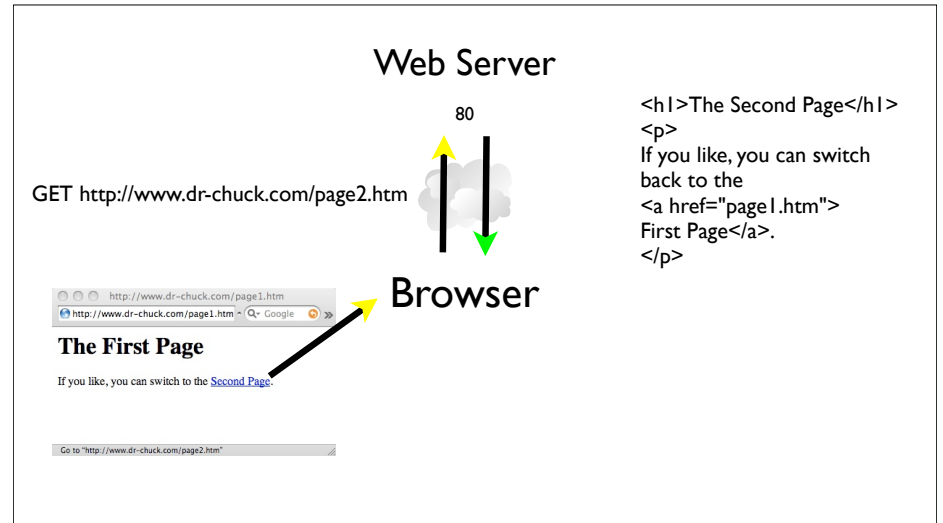 Web Server
80
GET http://www.dr-chuck.com/page2.htm
<h1>The Second Page</h1>
<p>
If you like, you can switch
back to the
<a href="page1.htm">
First Page</a>.
</p>
Browser
http://www.dr-chuck.com/page1.htm
http://www.dr-chuck.com/page1.htm Google
The First Page
If you like, you can switch to the Second Page.
Go to "http://www.dr-chuck.com/page2.htm"